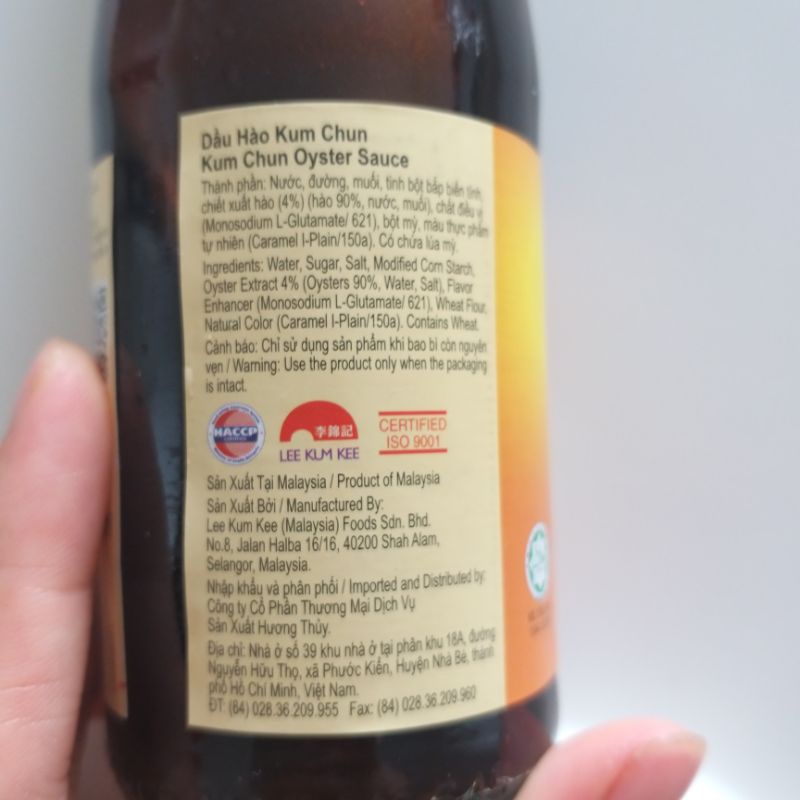 Dầu Hào Kum Chun
Kum Chun Oyster Sauce
Thành phần: Nước, đường, muối, tinh bột bắp biến tính,
chiết xuất hào (4%) (hào 90%, nước, muối), chất điều vị
(Monosodium L-Glutamate/ 621), bột mỳ, màu thực phẩm
tự nhiên (Caramel I-Plain/150a). Có chứa lúa mỳ.
Ingredients: Water, Sugar, Salt, Modified Corn Starch,
Oyster Extract 4% (Oysters 90%, Water, Salt), Flavor
Enhancer (Monosodium L-Glutamate/ 621), Wheat Flour,
Natural Color (Caramel I-Plain/150a). Contains Wheat.
Cảnh báo: Chỉ sử dụng sản phẩm khi bao bì còn nguyên
vẹn / Warning: Use the product only when the packaging
is intact.
HACCP
李錦記
LEE KUM KEE
CERTIFIED
ISO 9001
Sản Xuất Tại Malaysia / Product of Malaysia
Sản Xuất Bởi / Manufactured By:
Lee Kum Kee (Malaysia) Foods Sdn. Bhd.
No.8, Jalan Halba 16/16, 40200 Shah Alam,
Selangor, Malaysia.
Nhập khẩu và phân phối / Imported and Distributed by:
Công ty Cổ Phần Thương Mại Dịch Vụ
Sản Xuất Hương Thủy.
Địa chỉ: Nhà ở số 39 khu nhà ở tại phân khu 18A, đường
Nguyễn Hữu Thọ, xã Phước Kiển, Huyện Nhà Bè, thành
phố Hồ Chí Minh, Việt Nam.
ĐT: (84) 028.36.209.955 Fax: (84) 028.36.209.960